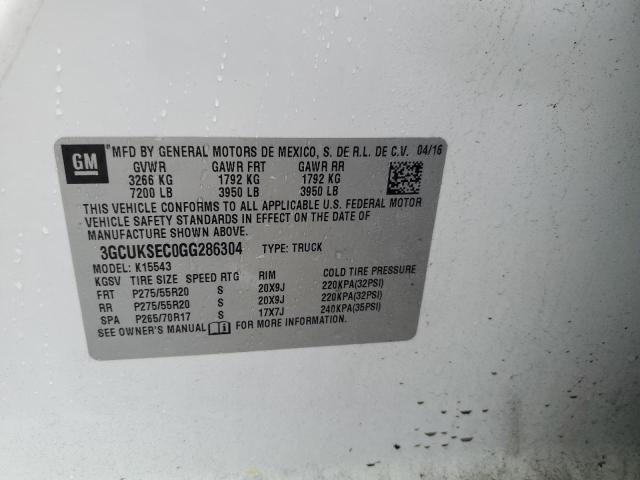 GM MFD BY GENERAL MOTORS DE MEXICO, S. DE R.L. DE C.V. 04/16
GVWR GAWR FRT GAWR RR
3266 KG 1792 KG 1792 KG
7200 LB 3950 LB 3950 LB
THIS VEHICLE CONFORMS TO ALL APPLICABLE U.S. FEDERAL MOTOR
VEHICLE SAFETY STANDARDS IN EFFECT ON THE DATE OF
MANUFACTURE SHOWN ABOVE.
3GCUKSEC0GG286304 TYPE: TRUCK
MODEL: K15543
KGSV TIRE SIZE SPEED RTG RIM COLD TIRE PRESSURE
FRT P275/55R20 S 20X9J 220KPA(32PSI)
RR P275/55R20 S 20X9J 220KPA(32PSI)
SPA P265/70R17 S 17X7J 240KPA(35PSI)
SEE OWNER'S MANUAL FOR MORE INFORMATION.